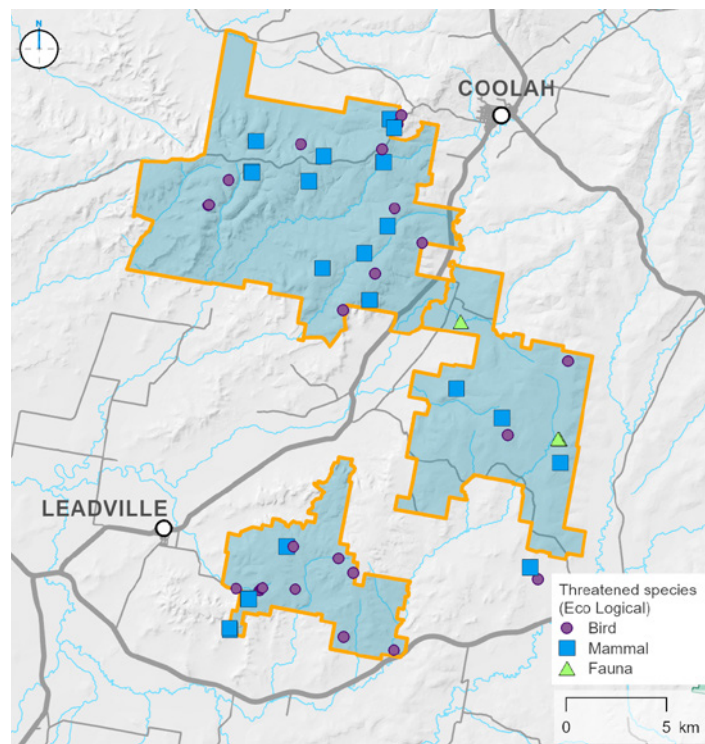 N
COOLAH
LEADVILLE
Threatened species
(Eco Logical)
Bird
Mammal
Fauna
0 5 km